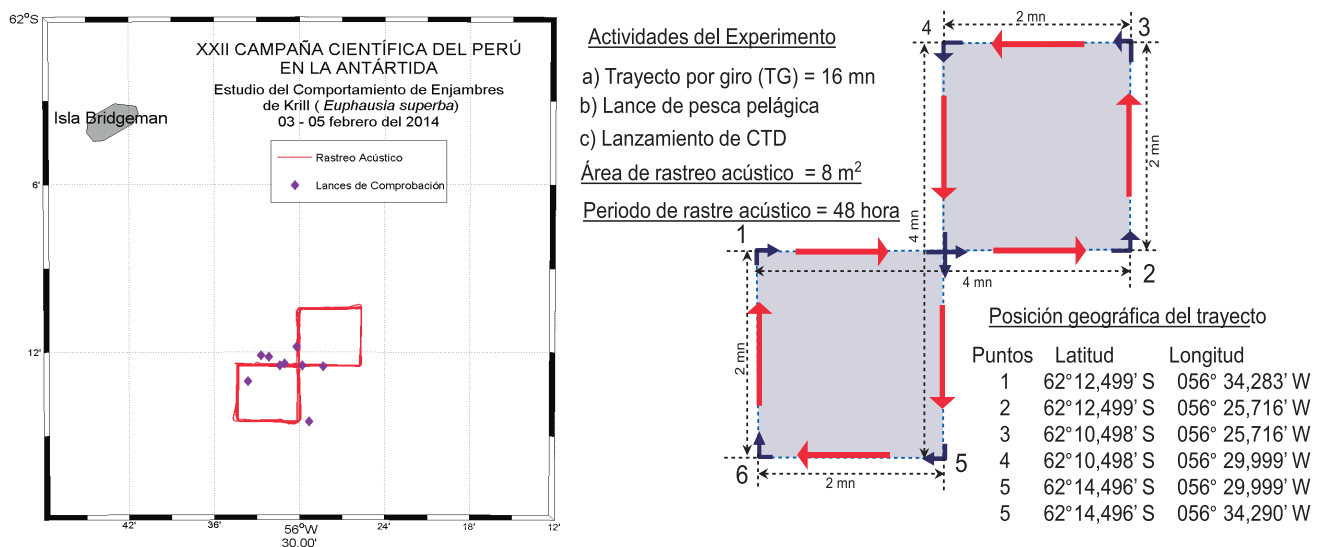 62°S
6'
12'
42'
36'
56°W
30.00'
24'
18'
12'
XXII CAMPAÑA CIENTÍFICA DEL PERÚ
EN LA ANTÁRTIDA
Estudio del Comportamiento de Enjambres
de Krill ( Euphausia superba)
03 - 05 febrero del 2014
Isla Bridgeman
Rastreo Acústico
Lances de Comprobación
Actividades del Experimento
a) Trayecto por giro (TG) = 16 mn
b) Lance de pesca pelágica
c) Lanzamiento de CTD
Área de rastreo acústico = 8 m²
Periodo de rastre acústico = 48 hora
4
2 mn
3
2 mn
4 mn
1
2
4 mn
2 mn
6
2 mn
5
Posición geográfica del trayecto
Puntos Latitud Longitud
1 62°12,499' S 056° 34,283' W
2 62°12,499' S 056° 25,716' W
3 62°10,498' S 056° 25,716' W
4 62°10,498' S 056° 29,999' W
5 62°14,496' S 056° 29,999' W
5 62°14,496' S 056° 34,290' W